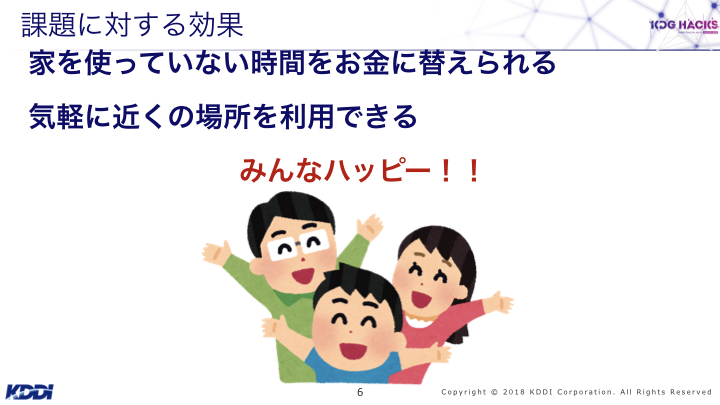 課題に対する効果
KDG HACKS
家を使っていない時間をお金に替えられる
気軽に近くの場所を利用できる
みんなハッピー！！
KDDI
6
Copyright © 2018 KDDI Corporation. All Rights Reserved